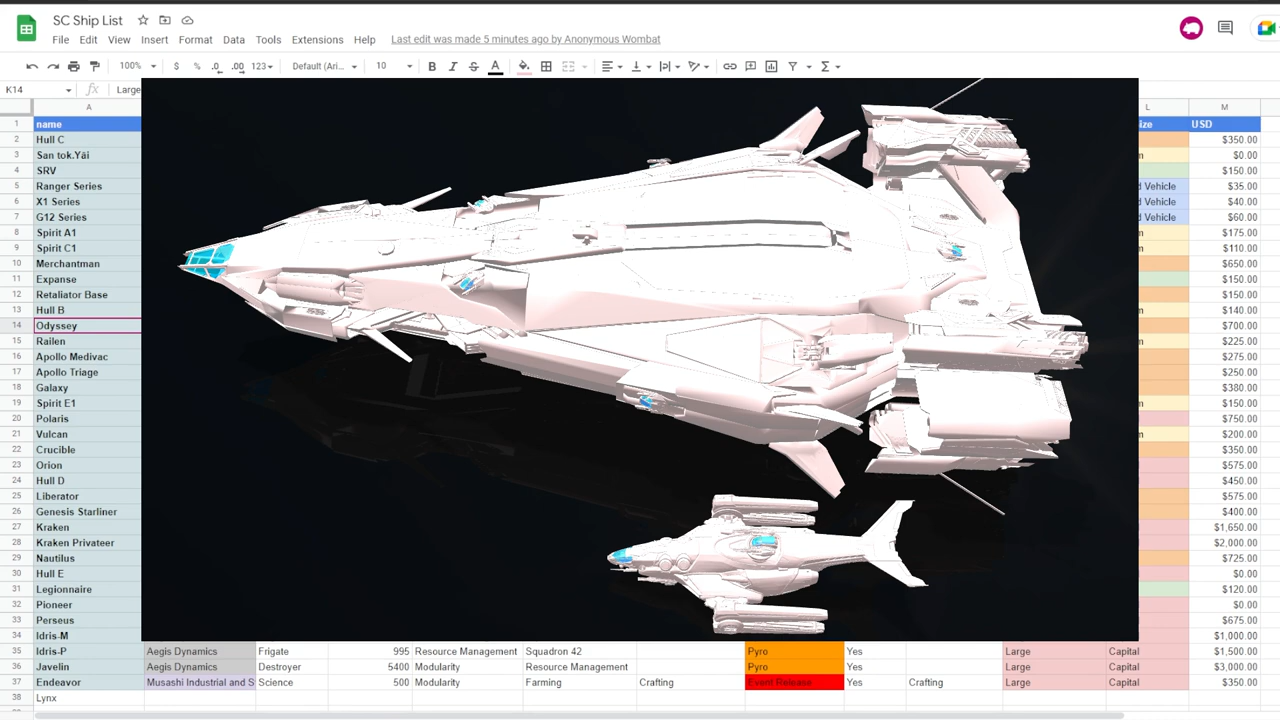 SC Ship List
File Edit View Insert Format Data Tools Extensions Help Last edit was made 5 minutes ago by Anonymous Wombat
100% $ % .0 .00 123 Default (Ari... 10 B I S A
K14 fx Large
A L M
1 name ize USD
2 Hull C $350.00
3 San tok.Yāi n $0.00
4 SRV $150.00
5 Ranger Series d Vehicle $35.00
6 X1 Series d Vehicle $40.00
7 G12 Series d Vehicle $60.00
8 Spirit A1 n $175.00
9 Spirit C1 n $110.00
10 Merchantman $650.00
11 Expanse $150.00
12 Retaliator Base $150.00
13 Hull B n $140.00
14 Odyssey $700.00
15 Railen n $225.00
16 Apollo Medivac $275.00
17 Apollo Triage $250.00
18 Galaxy $380.00
19 Spirit E1 n $150.00
20 Polaris $750.00
21 Vulcan n $200.00
22 Crucible $350.00
23 Orion $575.00
24 Hull D $450.00
25 Liberator $575.00
26 Genesis Starliner $400.00
27 Kraken $1,650.00
28 Kraken Privateer $2,000.00
29 Nautilus $725.00
30 Hull E $0.00
31 Legionnaire $120.00
32 Pioneer $0.00
33 Perseus $675.00
34 Idris-M $1,000.00
35 Idris-P Aegis Dynamics Frigate 995 Resource Management Squadron 42 Pyro Yes Large Capital $1,500.00
36 Javelin Aegis Dynamics Destroyer 5400 Modularity Resource Management Pyro Yes Large Capital $3,000.00
37 Endeavor Musashi Industrial and S Science 500 Modularity Farming Crafting Event Release Yes Crafting Large Capital $350.00
38 Lynx